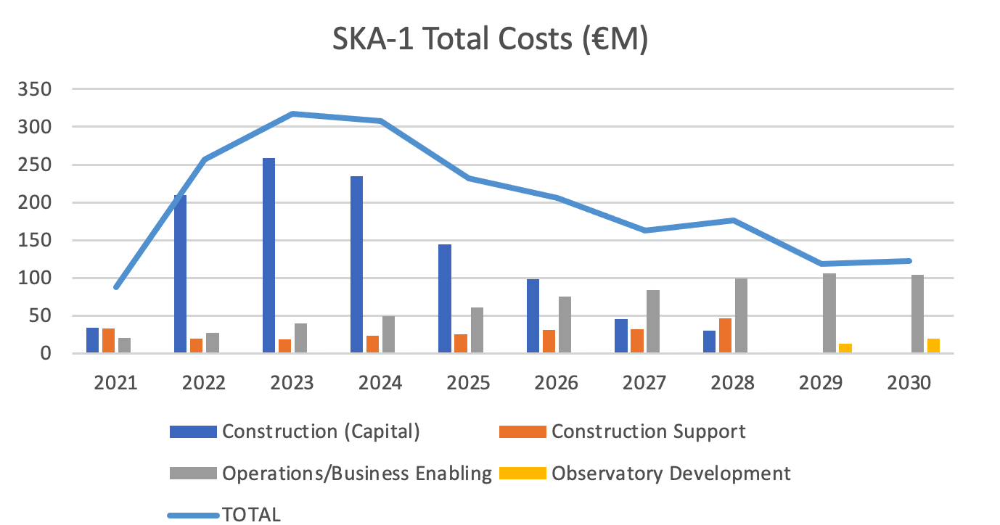 SKA-1 Total Costs (€M)
350
300
250
200
150
100
50
0
2021 2022 2023 2024 2025 2026 2027 2028 2029 2030
Construction (Capital) Construction Support
Operations/Business Enabling Observatory Development
TOTAL